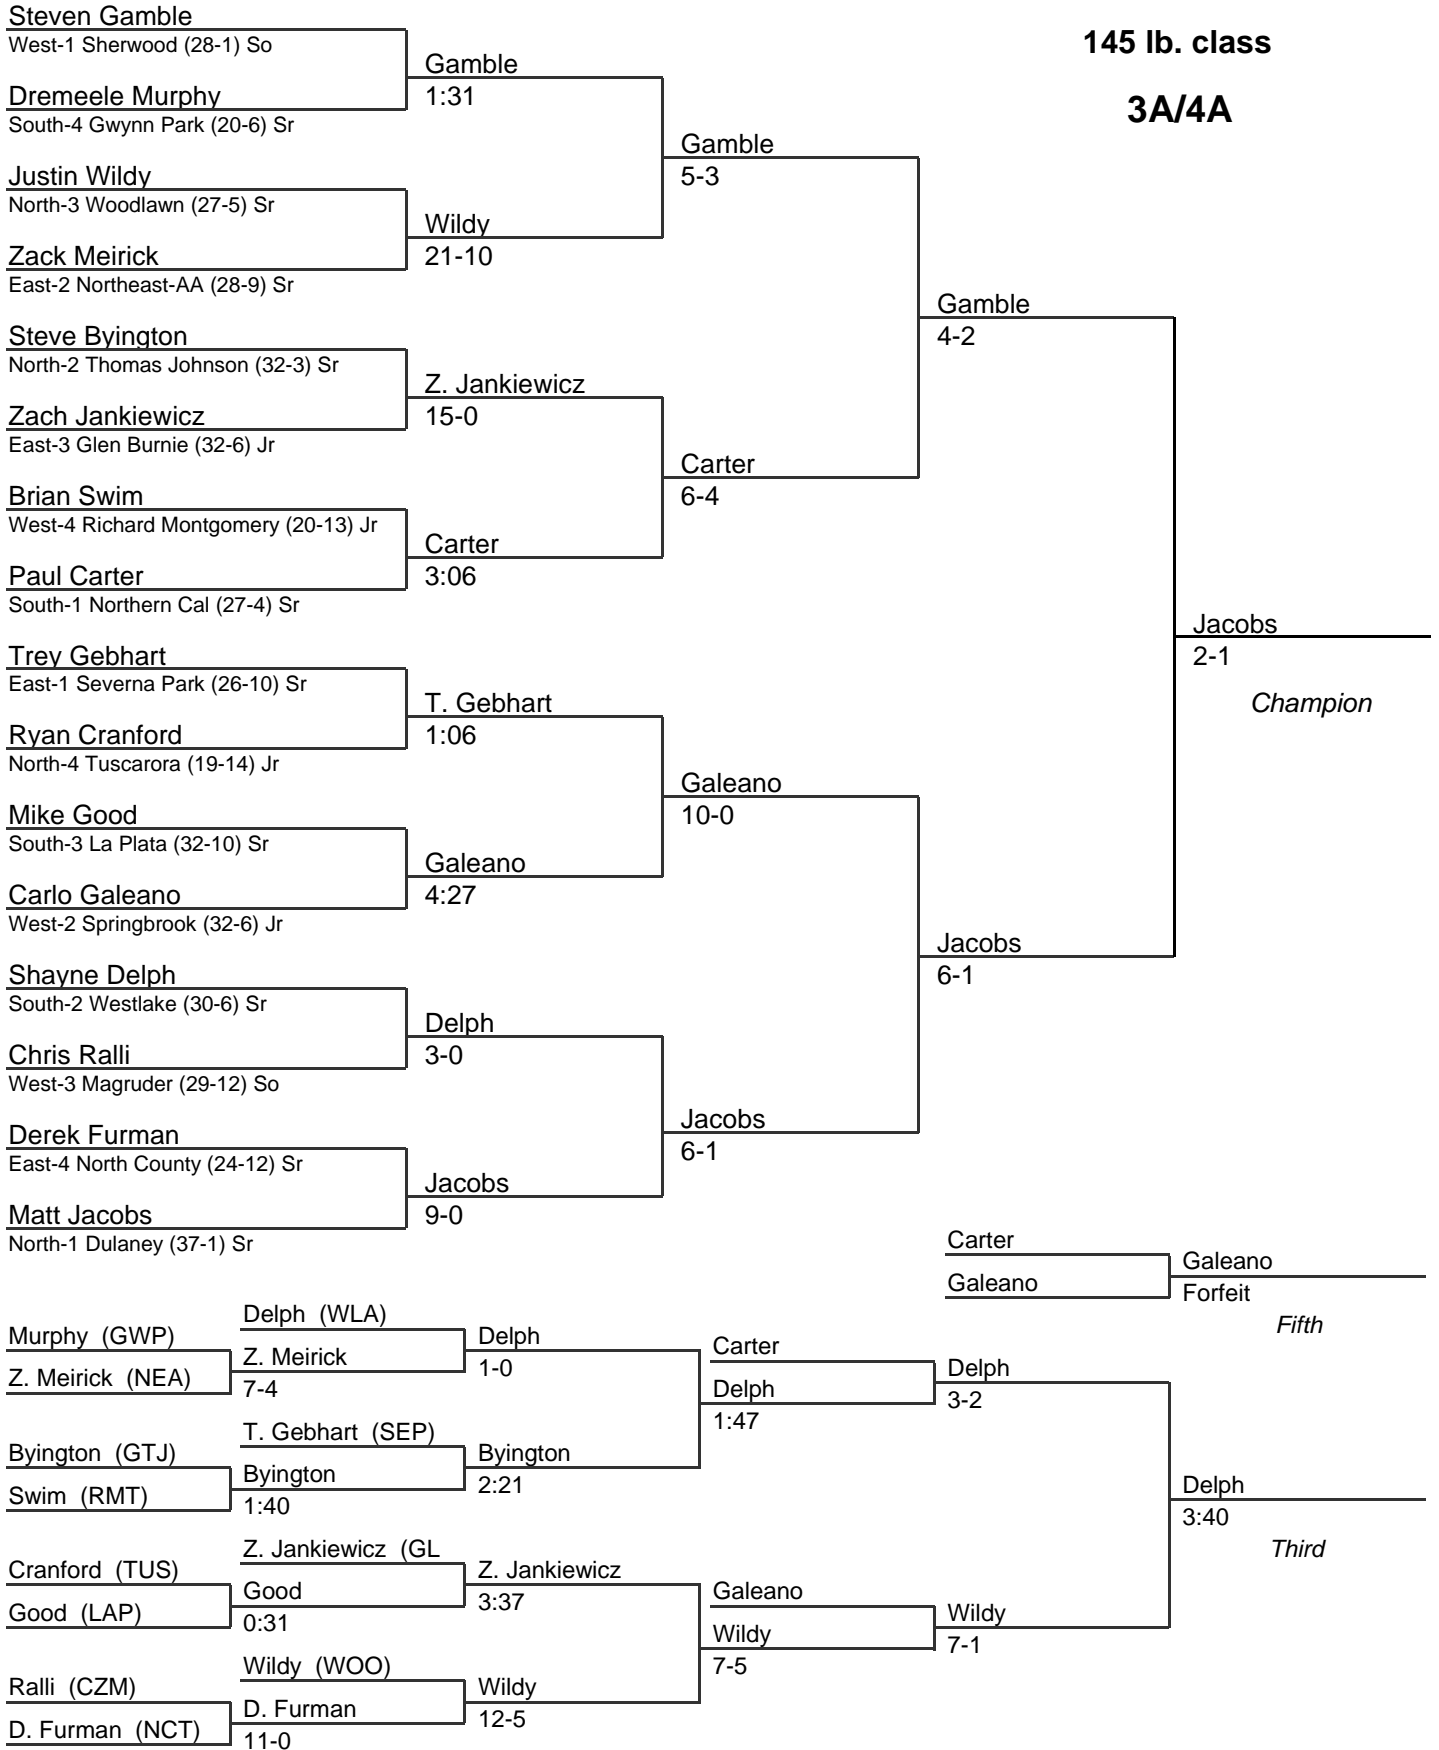 145 lb. class
3A/4A
Steven Gamble
West-1 Sherwood (28-1) So
Dremeele Murphy
South-4 Gwynn Park (20-6) Sr
Justin Wildy
North-3 Woodlawn (27-5) Sr
Zack Meirick
East-2 Northeast-AA (28-9) Sr
Steve Byington
North-2 Thomas Johnson (32-3) Sr
Zach Jankiewicz
East-3 Glen Burnie (32-6) Jr
Brian Swim
West-4 Richard Montgomery (20-13) Jr
Paul Carter
South-1 Northern Cal (27-4) Sr
Trey Gebhart
East-1 Severna Park (26-10) Sr
Ryan Cranford
North-4 Tuscarora (19-14) Jr
Mike Good
South-3 La Plata (32-10) Sr
Carlo Galeano
West-2 Springbrook (32-6) Jr
Shayne Delph
South-2 Westlake (30-6) Sr
Chris Ralli
West-3 Magruder (29-12) So
Derek Furman
East-4 North County (24-12) Sr
Matt Jacobs
North-1 Dulaney (37-1) Sr
Gamble
1:31
Wildy
21-10
Z. Jankiewicz
15-0
Carter
3:06
T. Gebhart
1:06
Galeano
4:27
Delph
3-0
Jacobs
9-0
Gamble
5-3
Carter
6-4
Galeano
10-0
Jacobs
6-1
Gamble
4-2
Jacobs
6-1
Jacobs
2-1
Champion
Carter
Galeano
Galeano
Forfeit
Fifth
Murphy (GWP)
Z. Meirick (NEA)
Byington (GTJ)
Swim (RMT)
Cranford (TUS)
Good (LAP)
Ralli (CZM)
D. Furman (NCT)
Delph (WLA)
Z. Meirick
7-4
T. Gebhart (SEP)
Byington
1:40
Z. Jankiewicz (GL
Good
0:31
Wildy (WOO)
D. Furman
11-0
Delph
1-0
Byington
2:21
Z. Jankiewicz
3:37
Wildy
12-5
Carter
Delph
1:47
Galeano
Wildy
7-5
Delph
3-2
Wildy
7-1
Delph
3:40
Third